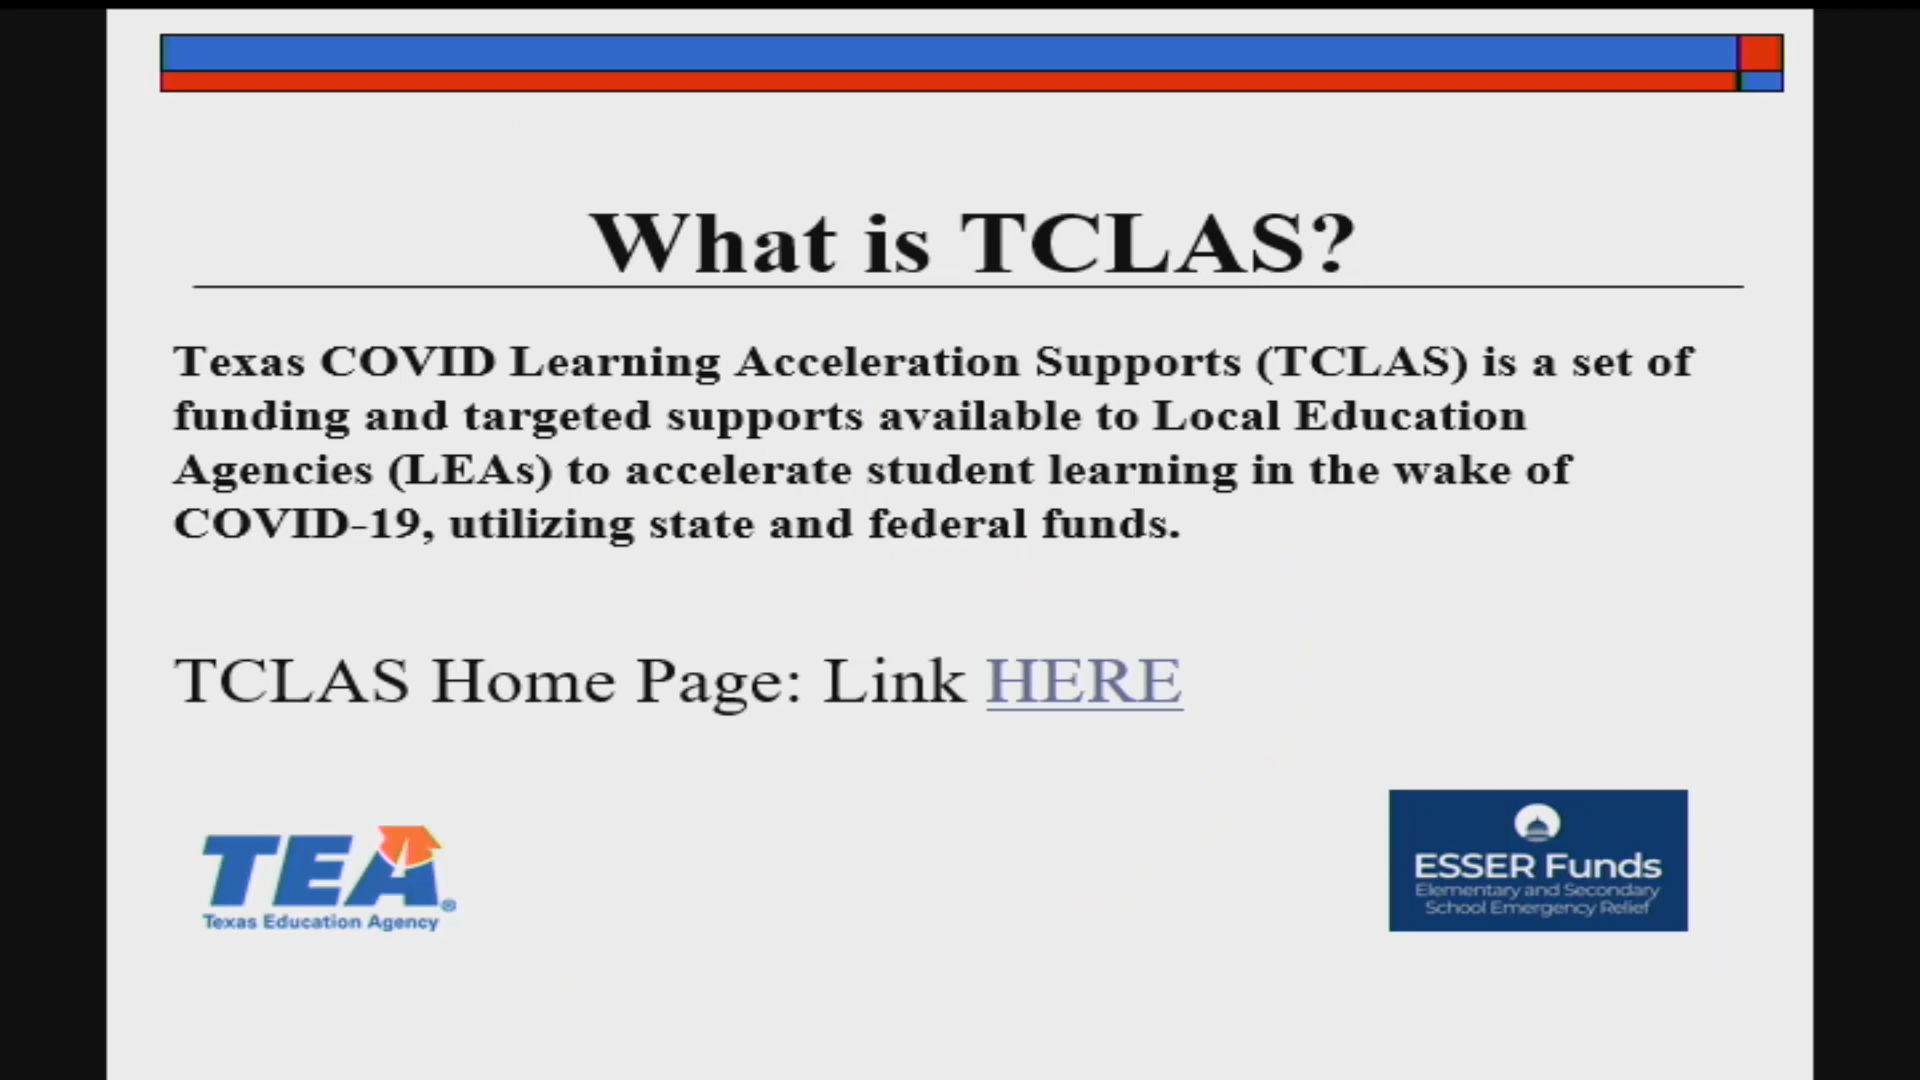 What is TCLAS?
Texas COVID Learning Acceleration Supports (TCLAS) is a set of
funding and targeted supports available to Local Education
Agencies (LEAs) to accelerate student learning in the wake of
COVID-19, utilizing state and federal funds.
TCLAS Home Page: Link HERE
TEA®
Texas Education Agency
ESSER Funds
Elementary and Secondary
School Emergency Relief